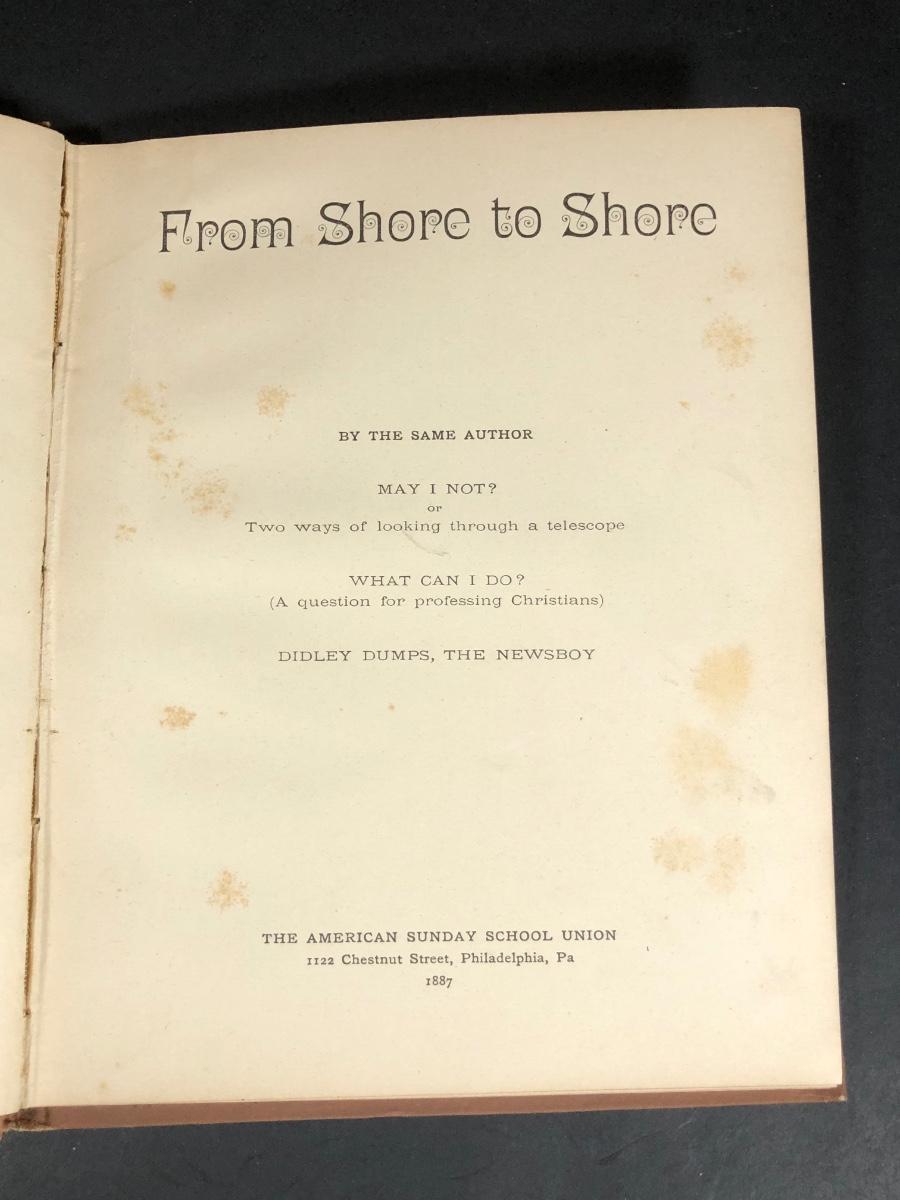 From Shore to Shore
BY THE SAME AUTHOR
MAY I NOT?
or
Two ways of looking through a telescope
WHAT CAN I DO?
(A question for professing Christians)
DIDLEY DUMPS, THE NEWSBOY
THE AMERICAN SUNDAY SCHOOL UNION
1122 Chestnut Street, Philadelphia, Pa
1887